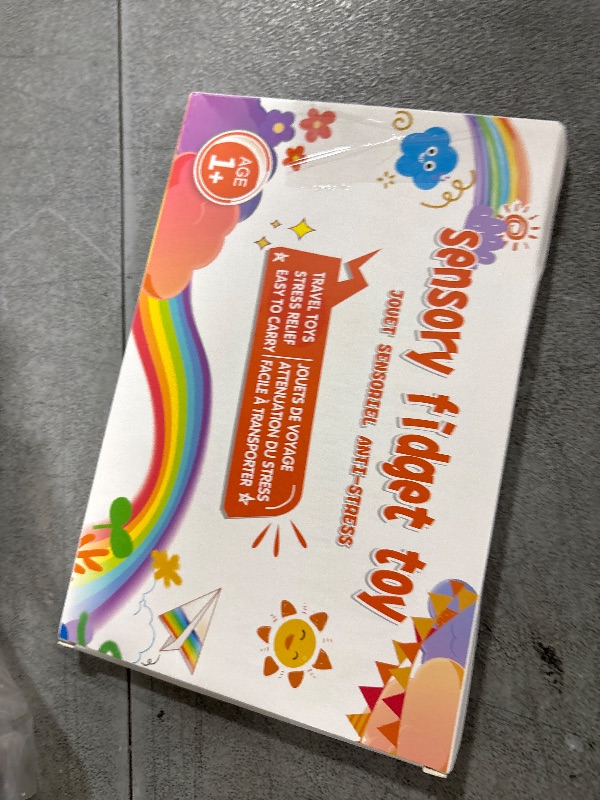 sensory fidget toy
JOUET SENSORIEL ANTI-STRESS
TRAVEL TOYS | JOUETS DE VOYAGE
STRESS RELIEF | ATTENUATION DU STRESS
EASY TO CARRY | FACILE À TRANSPORTER
AGE
1+